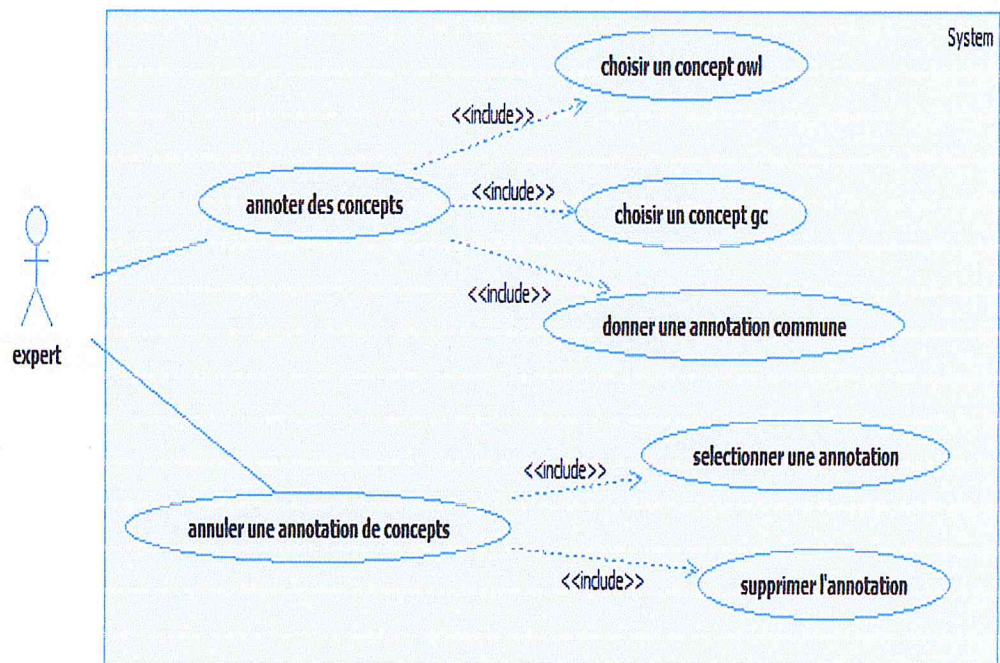 System
choisir un concept owl
<<include>>
annoter des concepts
<<include>>
choisir un concept gc
<<include>>
donner une annotation commune
expert
selectionner une annotation
<<include>>
annuler une annotation de concepts
<<include>>
supprimer l'annotation